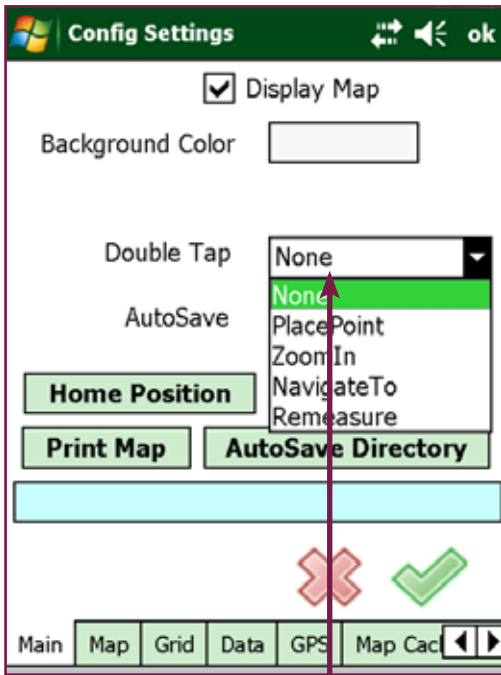 Config Settings ok
Display Map
Background Color
Double Tap None
None
PlacePoint
AutoSave
ZoomIn
NavigateTo
Remeasure
Home Position
Print Map AutoSave Directory
Main Map Grid Data GPS Map Cac